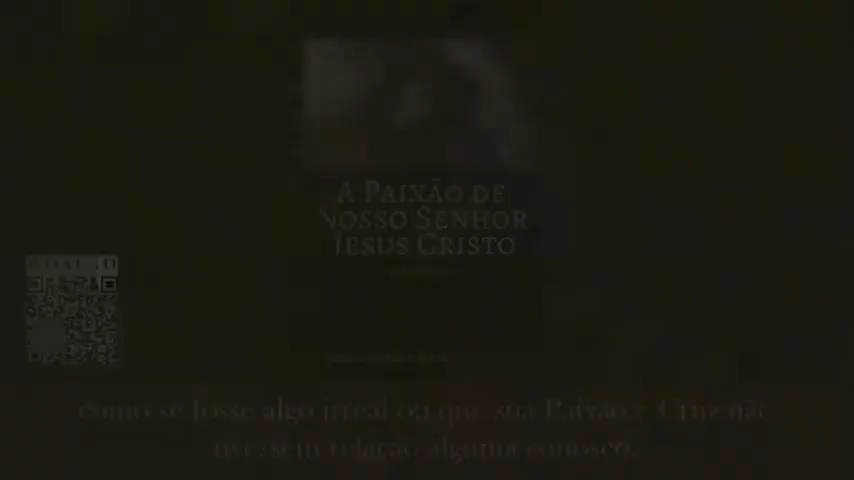 A PAIXÃO DE
NOSSO SENHOR
JESUS CRISTO
como se fosse algo irreal ou que sua Paixão e Cruz não
tivessem relação alguma conosco.